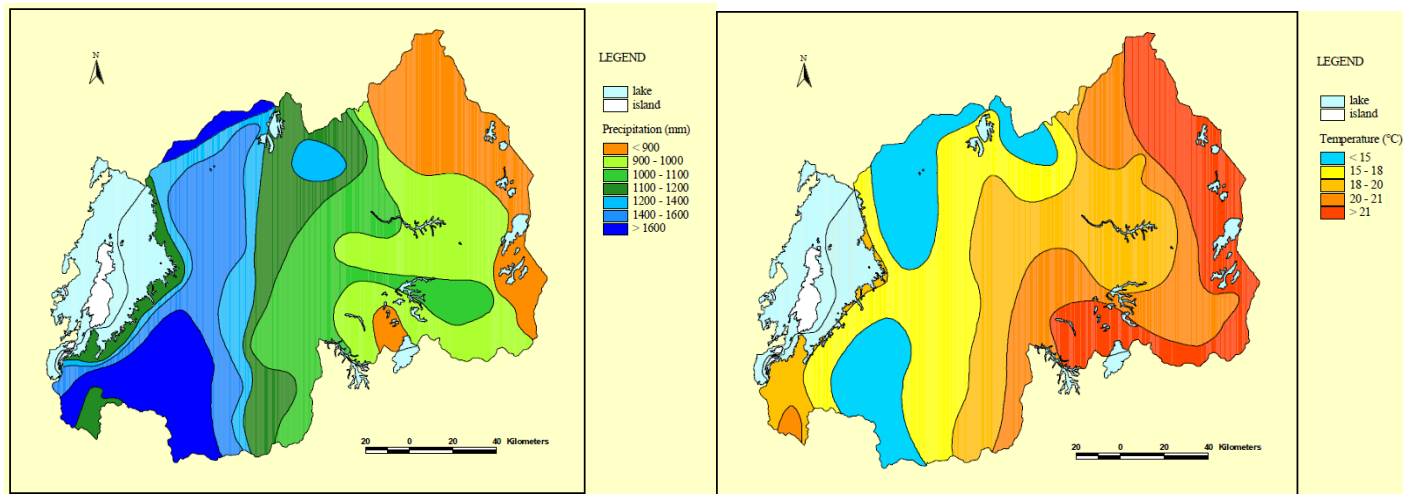 N
LEGEND
lake
island
Precipitation (mm)
< 900
900 - 1000
1000 - 1100
1100 - 1200
1200 - 1400
1400 - 1600
> 1600
20 0 20 40 Kilometers
N
LEGEND
lake
island
Temperature (°C)
< 15
15 - 18
18 - 20
20 - 21
> 21
20 0 20 40 Kilometers